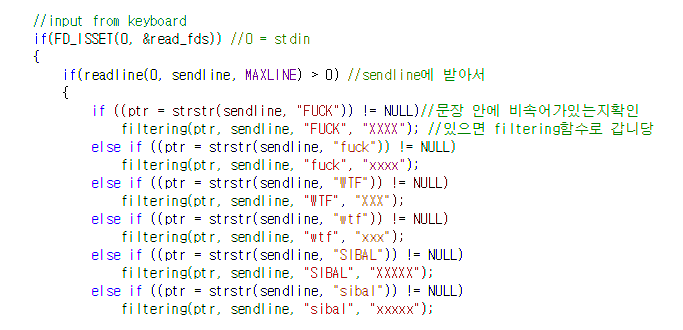 //input from keyboard
if(FD_ISSET(0, &read_fds)) //0 = stdin
{
if(readline(0, sendline, MAXLINE) > 0) //sendline에 받아서
{
if ((ptr = strstr(sendline, "FUCK")) != NULL)//문장 안에 비속어가있는지확인
filtering(ptr, sendline, "FUCK", "XXXX"); //있으면 filtering함수로 갑니당
else if ((ptr = strstr(sendline, "fuck")) != NULL)
filtering(ptr, sendline, "fuck", "xxxx");
else if ((ptr = strstr(sendline, "WTF")) != NULL)
filtering(ptr, sendline, "WTF", "XXX");
else if ((ptr = strstr(sendline, "wtf")) != NULL)
filtering(ptr, sendline, "wtf", "xxx");
else if ((ptr = strstr(sendline, "SIBAL")) != NULL)
filtering(ptr, sendline, "SIBAL", "XXXXX");
else if ((ptr = strstr(sendline, "sibal")) != NULL)
filtering(ptr, sendline, "sibal", "xxxxx");